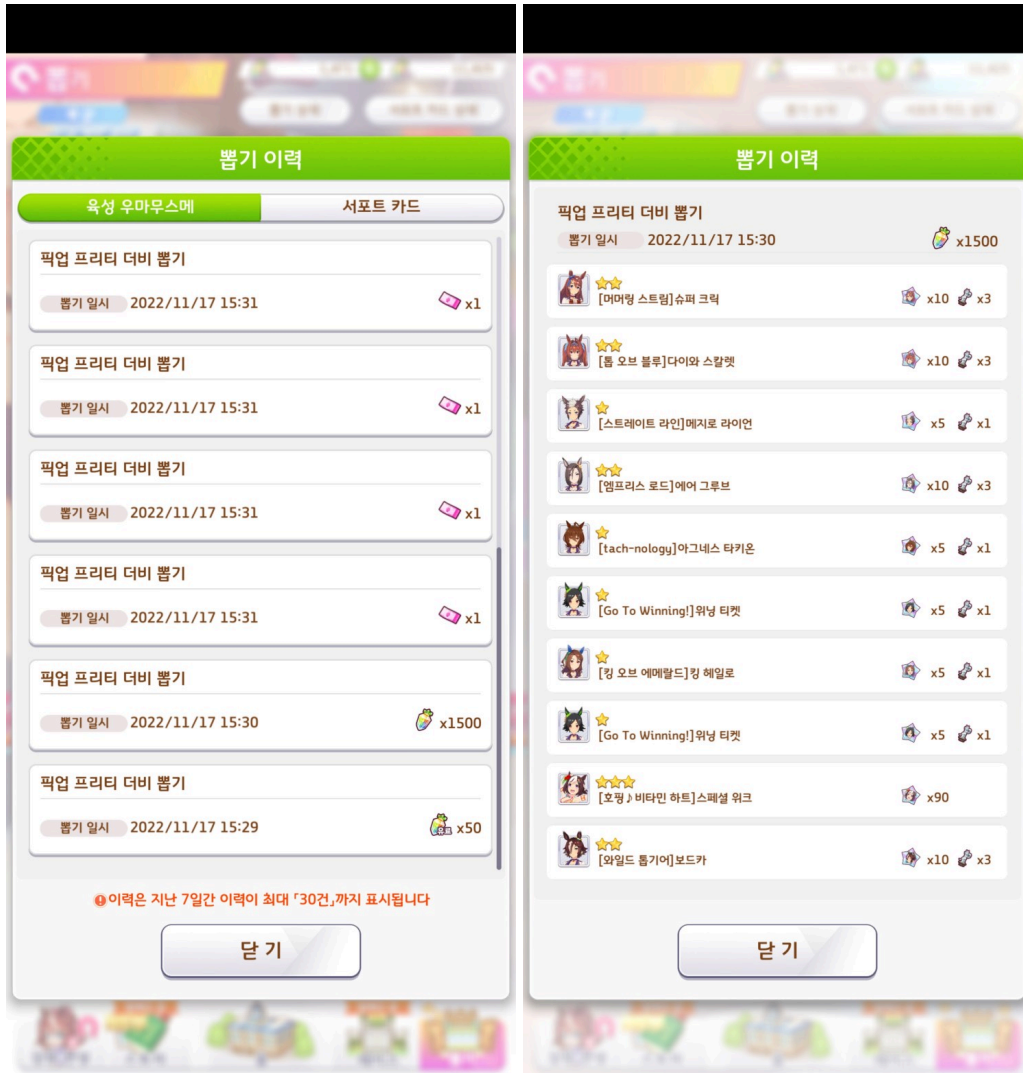 뽑기 이력
육성 우마무스메
서포트 카드
픽업 프리티 더비 뽑기
뽑기 일시 2022/11/17 15:31 x1
픽업 프리티 더비 뽑기
뽑기 일시 2022/11/17 15:31 x1
픽업 프리티 더비 뽑기
뽑기 일시 2022/11/17 15:31 x1
픽업 프리티 더비 뽑기
뽑기 일시 2022/11/17 15:31 x1
픽업 프리티 더비 뽑기
뽑기 일시 2022/11/17 15:30 x1500
픽업 프리티 더비 뽑기
뽑기 일시 2022/11/17 15:29 x50
이력은 지난 7일간 이력이 최대 「30건」까지 표시됩니다
닫기
뽑기 이력
픽업 프리티 더비 뽑기
뽑기 일시 2022/11/17 15:30 x1500
[머머링 스트림]슈퍼 크릭 x10 x3
[톱 오브 블루]다이와 스칼렛 x10 x3
[스트레이트 라인]메지로 라이언 x5 x1
[엠프리스 로드]에어 그루브 x10 x3
[tach-nology]아그네스 타키온 x5 x1
[Go To Winning!]위닝 티켓 x5 x1
[킹 오브 에메랄드]킹 헤일로 x5 x1
[Go To Winning!]위닝 티켓 x5 x1
[호핑♪비타민 하트]스페셜 위크 x90
[와일드 톱기어]보드카 x10 x3
닫기